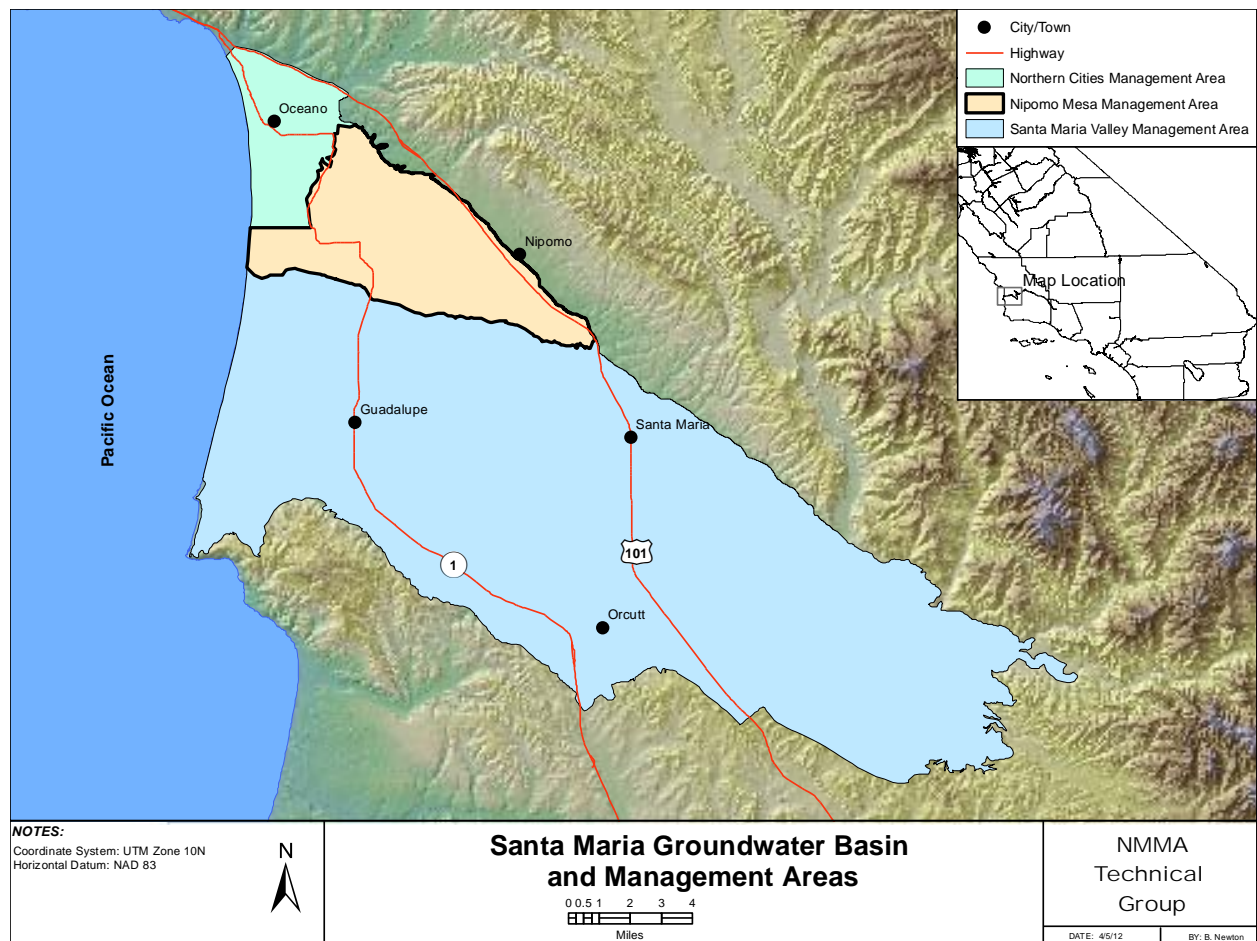 City/Town
Highway
Northern Cities Management Area
Nipomo Mesa Management Area
Santa Maria Valley Management Area
Oceano
Nipomo
Map Location
Pacific Ocean
Guadalupe
Santa Maria
101
1
Orcutt
NOTES:
Coordinate System: UTM Zone 10N
Horizontal Datum: NAD 83
N
Santa Maria Groundwater Basin
and Management Areas
0 0.5 1 2 3 4
Miles
NMMA
Technical
Group
DATE: 4/5/12
BY: B. Newton